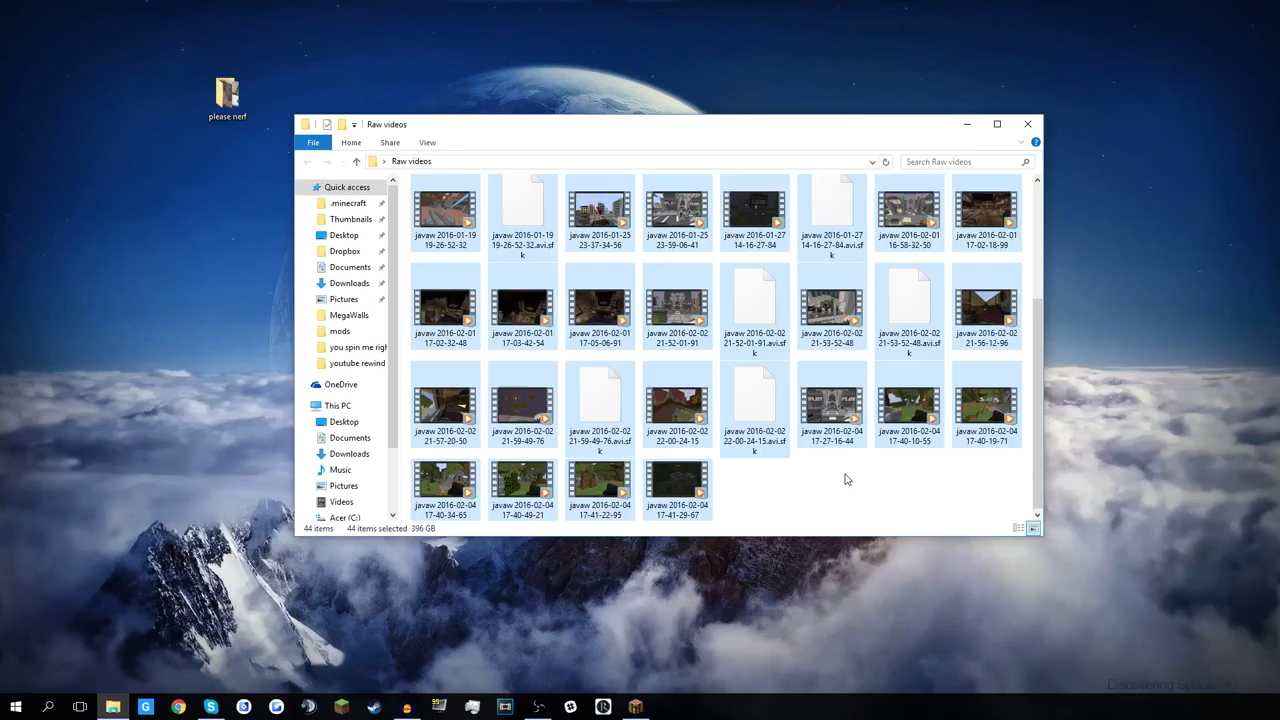 please nerf
Raw videos
File Home Share View
Raw videos
Search Raw videos
Quick access
.minecraft
Thumbnails
Desktop
Dropbox
Documents
Downloads
Pictures
MegaWalls
mods
you spin me righ
youtube rewind
OneDrive
This PC
Desktop
Documents
Downloads
Music
Pictures
Videos
Acer (C:)
javaw 2016-01-19 19-26-52-32
javaw 2016-01-19 19-26-52-32.avi.sfk
javaw 2016-01-25 23-37-34-56
javaw 2016-01-25 23-59-06-41
javaw 2016-01-27 14-16-27-84
javaw 2016-01-27 14-16-27-84.avi.sfk
javaw 2016-02-01 16-58-32-50
javaw 2016-02-01 17-02-18-99
javaw 2016-02-01 17-02-32-48
javaw 2016-02-01 17-03-42-54
javaw 2016-02-01 17-05-06-91
javaw 2016-02-02 21-52-01-91
javaw 2016-02-02 21-52-01-91.avi.sfk
javaw 2016-02-02 21-53-52-48
javaw 2016-02-02 21-53-52-48.avi.sfk
javaw 2016-02-02 21-56-12-96
javaw 2016-02-02 21-57-20-50
javaw 2016-02-02 21-59-49-76
javaw 2016-02-02 21-59-49-76.avi.sfk
javaw 2016-02-02 22-00-24-15
javaw 2016-02-02 22-00-24-15.avi.sfk
javaw 2016-02-04 17-27-16-44
javaw 2016-02-04 17-40-10-55
javaw 2016-02-04 17-40-19-71
javaw 2016-02-04 17-40-34-65
javaw 2016-02-04 17-40-49-21
javaw 2016-02-04 17-41-22-95
javaw 2016-02-04 17-41-29-67
44 items 44 items selected 396 GB